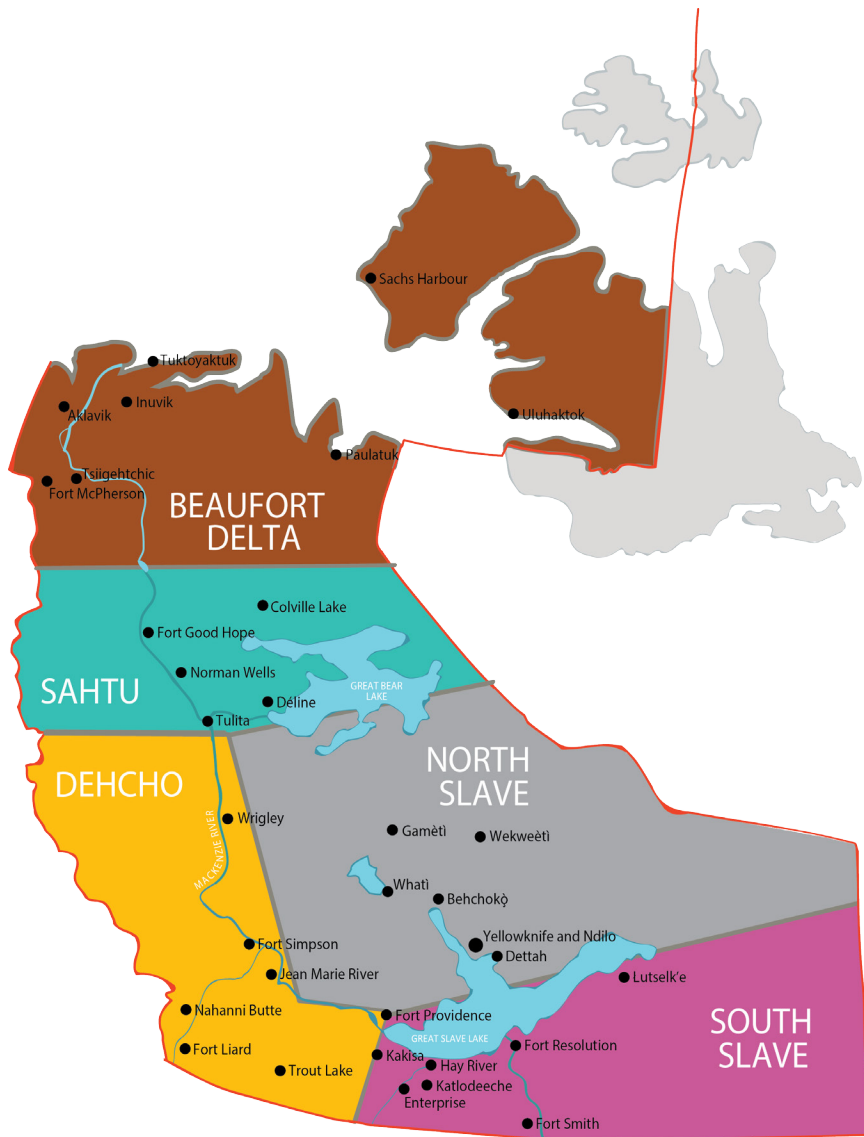 Sachs Harbour
Tuktoyaktuk
Inuvik
Aklavik
Uluhaktok
Paulatuk
Tsiigehtchic
Fort McPherson
BEAUFORT
DELTA
Colville Lake
Fort Good Hope
Norman Wells
SAHTU
GREAT BEAR
LAKE
Déline
Tulita
DEHCHO
NORTH
SLAVE
Wrigley
MACKENZIE RIVER
Gamètì
Wekweètì
Whatì
Behchokǫ̀
Yellowknife and Ndilo
Dettah
Fort Simpson
Jean Marie River
Lutselk'e
Nahanni Butte
Fort Providence
SOUTH
SLAVE
GREAT SLAVE LAKE
Fort Liard
Kakisa
Fort Resolution
Trout Lake
Hay River
Katlodeeche
Enterprise
Fort Smith